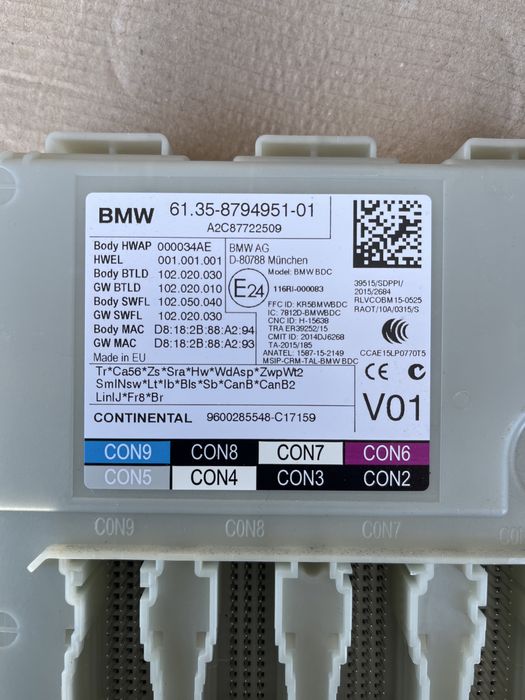 BMW 61.35-8794951-01
A2C87722509
Body HWAP 000034AE
HWEL 001.001.001
Body BTLD 102.020.030
GW BTLD 102.020.010
Body SWFL 102.050.040
GW SWFL 102.020.030
Body MAC D8:18:2B:88:A2:94
GW MAC D8:18:2B:88:A2:93
Made in EU
BMW AG
D-80788 München
Model: BMW BDC
E24
116RI-000083
FFC ID: KR5BMWBDC
IC: 7812D-BMWBDC
CNC ID: H-15638
TRA ER39252/15
CMIT ID: 2014DJ6268
TA-2015/185
ANATEL: 1587-15-2149
MSIP-CRM-TAL-BMW BDC
39515/SDPPI/
2015/2684
RLVCOBM15-0525
RAOT/10A/0315/S
CCAE15LP0770T5
CE
V01
Tr*Ca56*Zs*Sra*Hw*WdAsp*ZwpWt2
SmINsw*Lt*Ib*Bls*Sb*CanB*CanB2
LinIJ*Fr8*Br
CONTINENTAL 9600285548-C17159
CON9 CON8 CON7 CON6
CON5 CON4 CON3 CON2
CON9 CON8 CON7